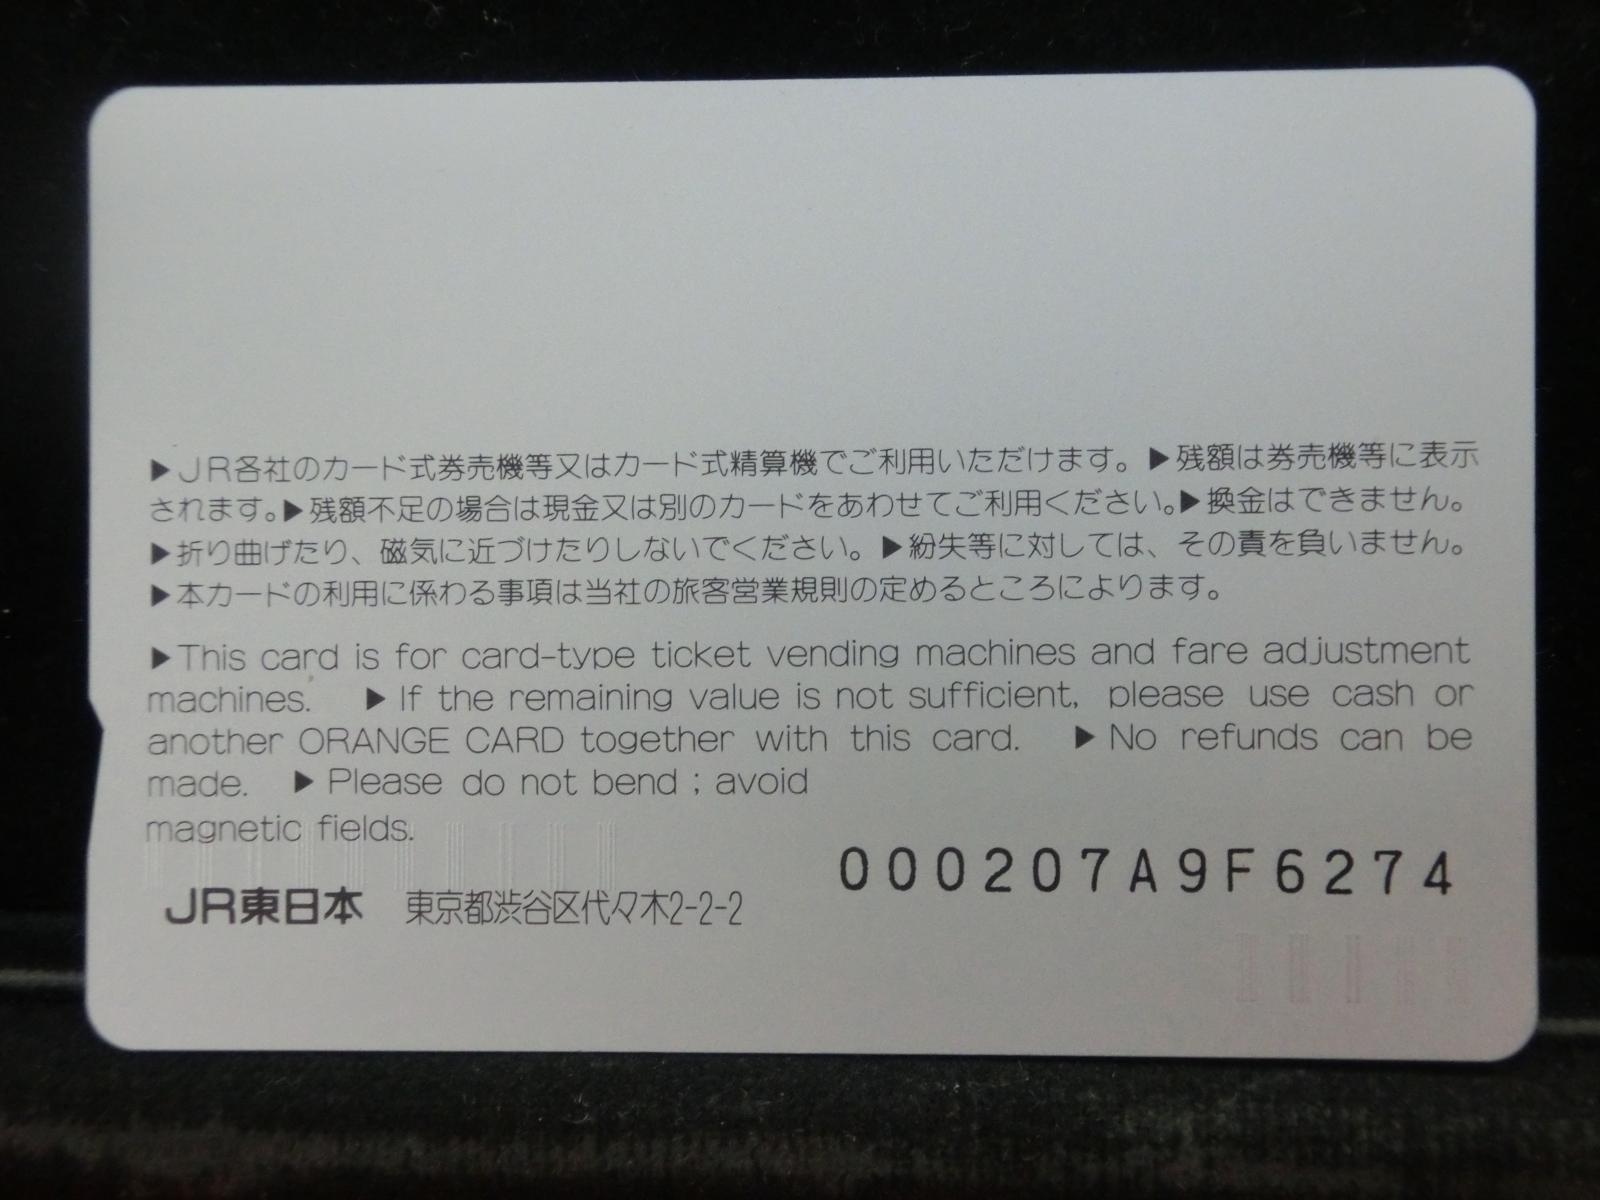 ▶JR各社のカード式券売機等又はカード式精算機でご利用いただけます。▶残額は券売機等に表示
されます。▶残額不足の場合は現金又は別のカードをあわせてご利用ください。▶換金はできません。
▶折り曲げたり、磁気に近づけたりしないでください。▶紛失等に対しては、その責を負いません。
▶本カードの利用に係わる事項は当社の旅客営業規則の定めるところによります。
▶This card is for card-type ticket vending machines and fare adjustment
machines. ▶If the remaining value is not sufficient, please use cash or
another ORANGE CARD together with this card. ▶No refunds can be
made. ▶Please do not bend ; avoid
magnetic fields.
000207A9F6274
JR東日本 東京都渋谷区代々木2-2-2